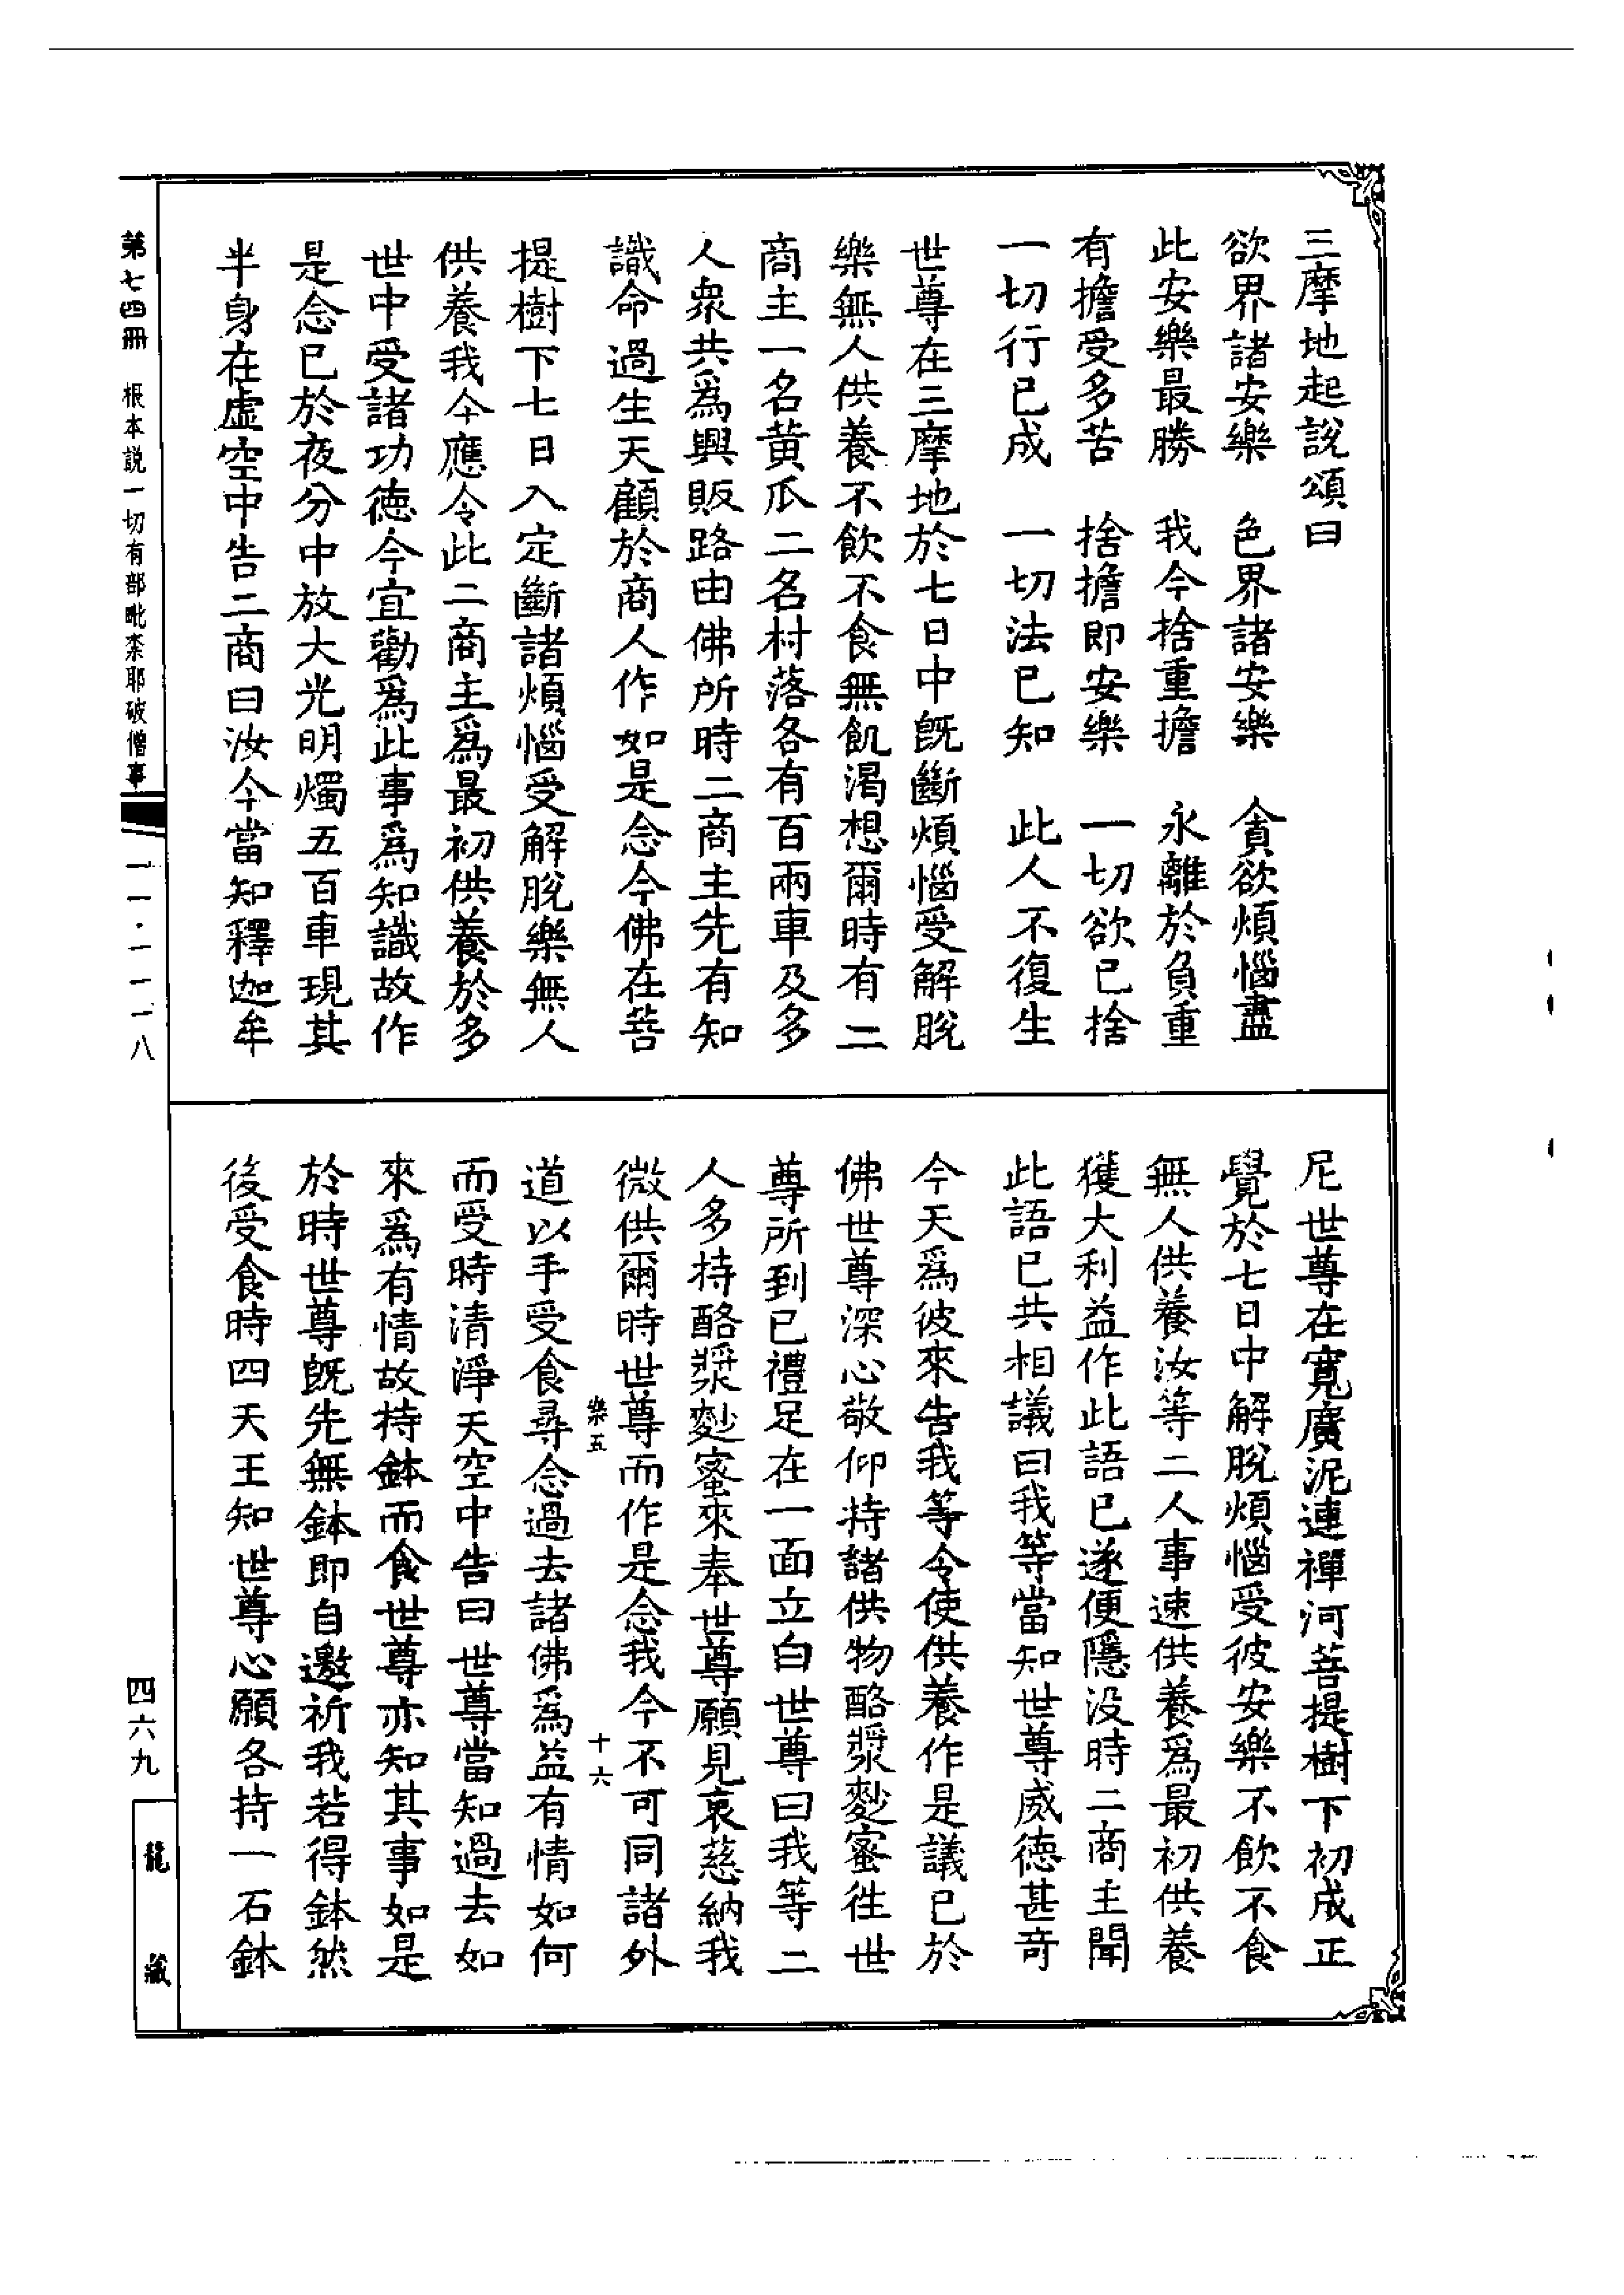 三摩地起說頌曰
欲界諸安樂　色界諸安樂　貪欲煩惱盡
此安樂最勝　我今捨重擔　永離於負重
有擔受多苦　捨擔即安樂　一切欲已捨
一切行已成　一切法已知　此人不復生
世尊在三摩地於七日中旣斷煩惱受解脫
樂無人供養不飲不食無飢渴想爾時有二
商主一名黄瓜二名村落各有百兩車及多
人衆共爲興販路由佛所時二商主先有知
識命過生天顧於商人作如是念今佛在菩
提樹下七日入定斷諸煩惱受解脫樂無人
供養我今應令此二商主爲最初供養於多
世中受諸功德今宜勸爲此事爲知識故作
是念已於夜分中放大光明燭五百車現其
半身在虛空中告二商曰汝今當知釋迦牟
尼世尊在寬廣泥連禪河菩提樹下初成正
覺於七日中解脫煩惱受彼安樂不飲不食
無人供養汝等二人事速供養爲最初供養
獲大利益作此語已遂便隱没時二商主聞
此語已共相議曰我等當知世尊威德甚奇
今天爲彼來告我等令使供養作是議已於
佛世尊深心敬仰持諸供物酪漿麨蜜徃世
尊所到已禮足在一面立白世尊曰我等二
人多持酪漿麨蜜來奉世尊願見哀慈納我
微供爾時世尊而作是念我今不可同諸外
樂五　十六
道以手受食尋念過去諸佛爲益有情如何
而受時清淨天空中告曰世尊當知過去如
來爲有情故持鉢而食世尊亦知其事如是
於時世尊旣先無鉢即自邀祈我若得鉢然
後受食時四天王知世尊心願各持一石鉢
第七四冊　根本説一切有部毗柰耶破僧事
一一·一一八
四六九
龍藏